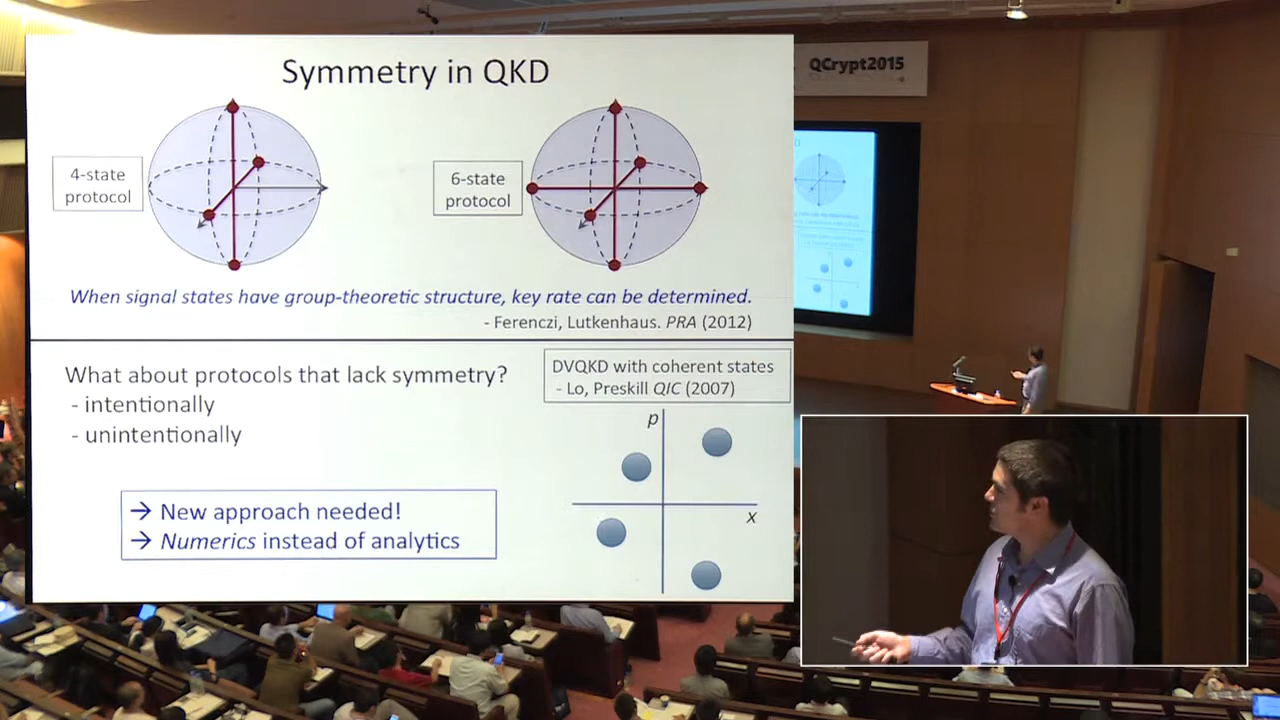 Symmetry in QKD
4-state
protocol
6-state
protocol
When signal states have group-theoretic structure, key rate can be determined.
- Ferenczi, Lutkenhaus. PRA (2012)
What about protocols that lack symmetry?
- intentionally
- unintentionally
→ New approach needed!
→ Numerics instead of analytics
DVQKD with coherent states
- Lo, Preskill QIC (2007)
p
x
QCrypt2015